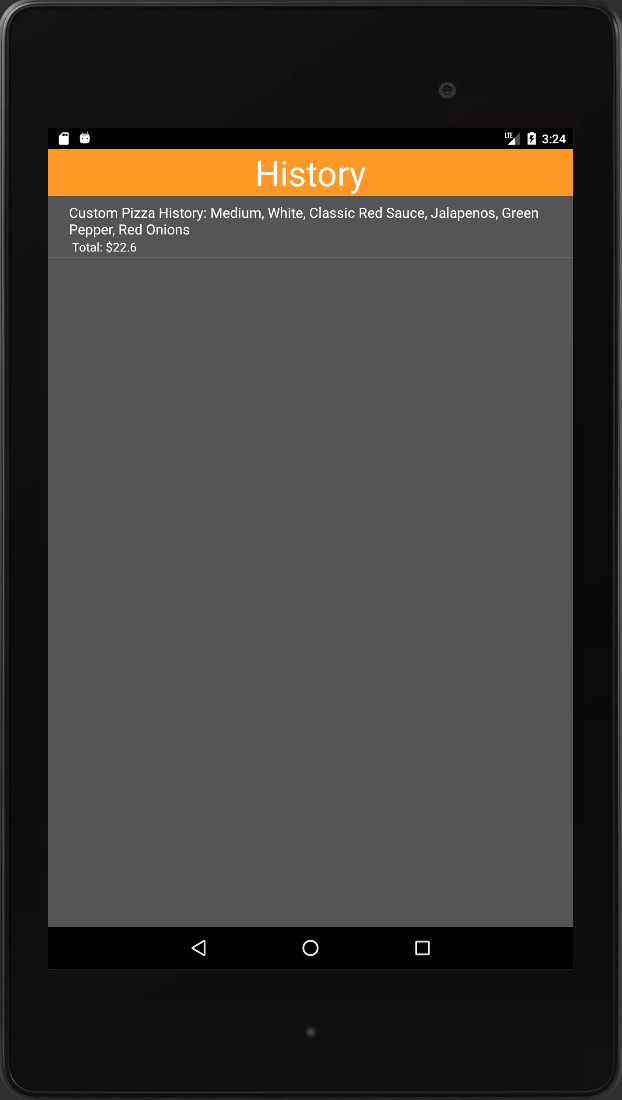 LTE 3:24
History
Custom Pizza History: Medium, White, Classic Red Sauce, Jalapenos, Green
Pepper, Red Onions
Total: $22.6